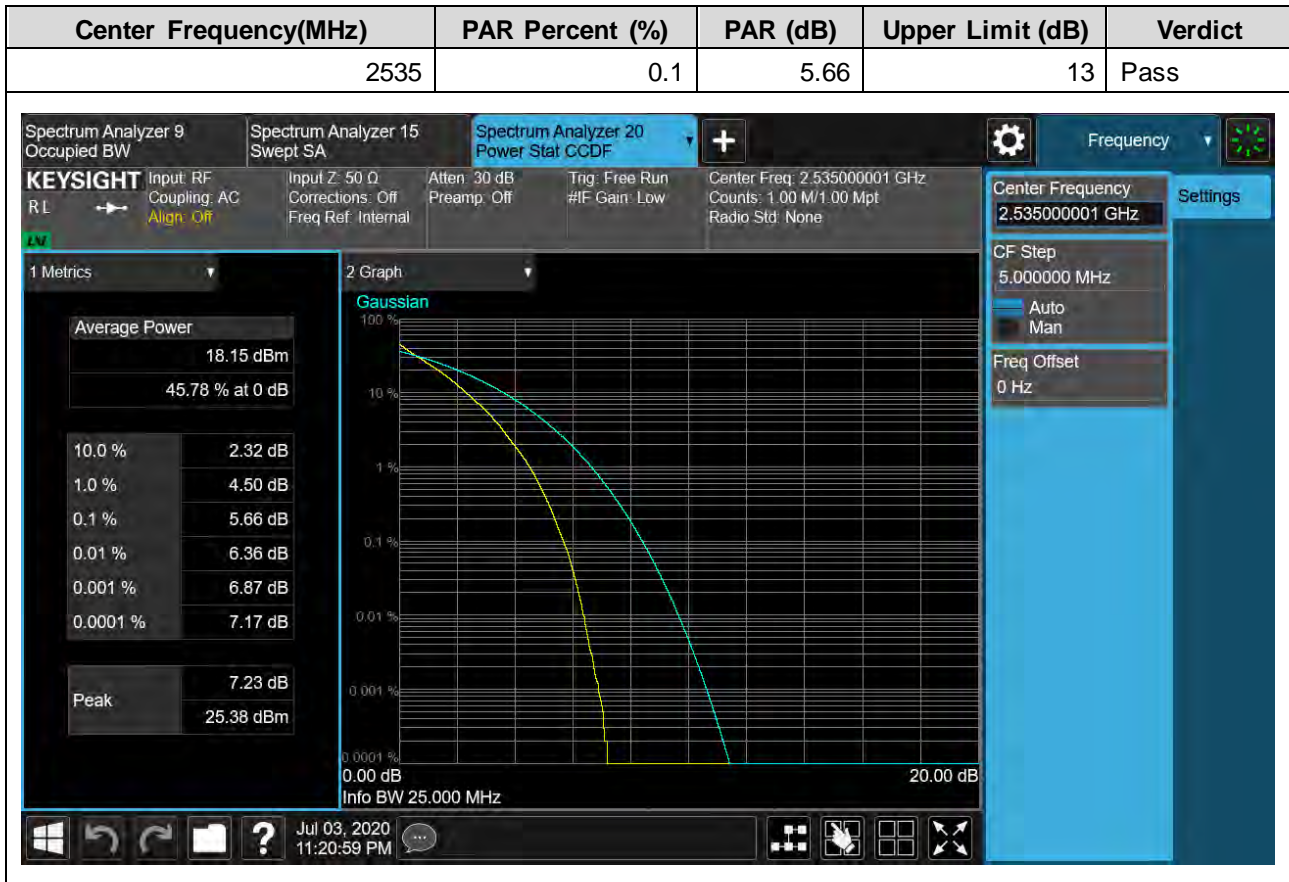 Center Frequency(MHz) PAR Percent (%) PAR (dB) Upper Limit (dB) Verdict
2535 0.1 5.66 13 Pass
Spectrum Analyzer 9 Spectrum Analyzer 15 Spectrum Analyzer 20
Occupied BW Swept SA Power Stat CCDF Frequency
KEYSIGHT Input: RF Input Z: 50 Ω Atten: 30 dB Trig: Free Run Center Freq: 2.535000001 GHz
RL Coupling: AC Corrections: Off Preamp: Off #IF Gain: Low Counts: 1.00 M/1.00 Mpt
Align: Off Freq Ref: Internal Radio Std: None
LNI
Center Frequency Settings
2.535000001 GHz
CF Step
5.000000 MHz
Auto
Man
Freq Offset
0 Hz
1 Metrics
Average Power
18.15 dBm
45.78 % at 0 dB
10.0 % 2.32 dB
1.0 % 4.50 dB
0.1 % 5.66 dB
0.01 % 6.36 dB
0.001 % 6.87 dB
0.0001 % 7.17 dB
Peak 7.23 dB
25.38 dBm
2 Graph
Gaussian
100 %
10 %
1 %
0.1 %
0.01 %
0.001 %
0.0001 %
0.00 dB 20.00 dB
Info BW 25.000 MHz
? Jul 03, 2020
11:20:59 PM